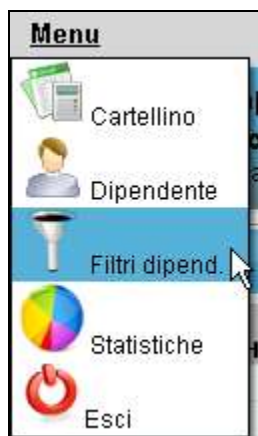 Menu
Cartellino
Dipendente
Filtri dipend.
Statistiche
Esci